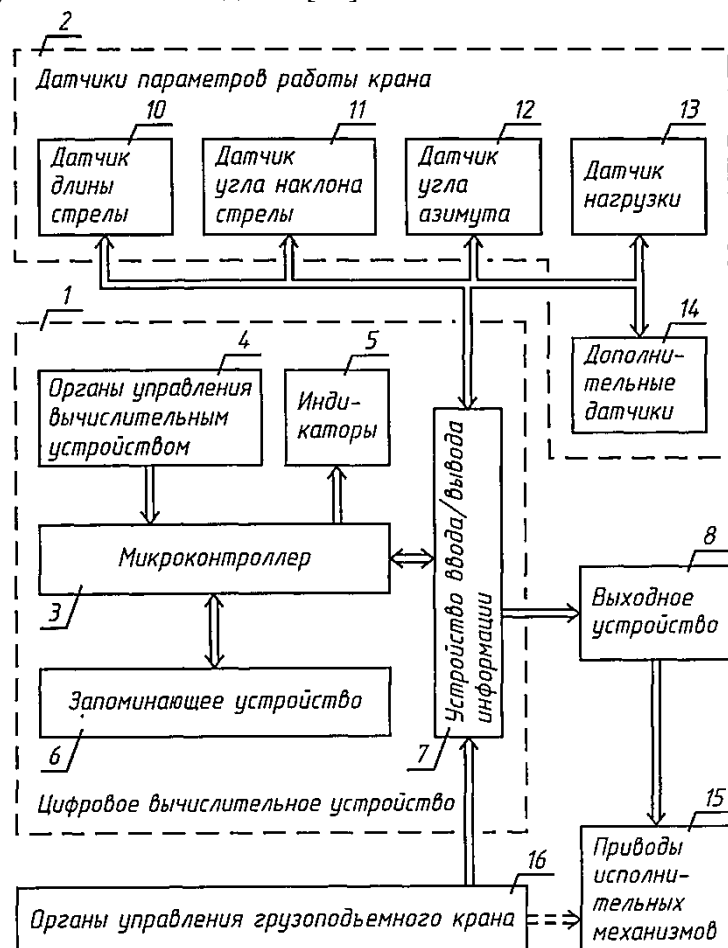 2
Датчики параметров работы крана
10
11
12
13
Датчик
длины
стрелы
Датчик
угла наклона
стрелы
Датчик
угла
азимута
Датчик
нагрузки
1
4
5
14
Органы управления
вычислительным
устройством
Инди-
каторы
Дополни-
тельные
датчики
Устройство ввода/вывода
информации
Микроконтроллер
3
8
Выходное
устройство
Запоминающее устройство
6
7
Цифровое вычислительное устройство
15
16
Приводы
исполни-
тельных
механизмов
Органы управления грузоподъемного крана